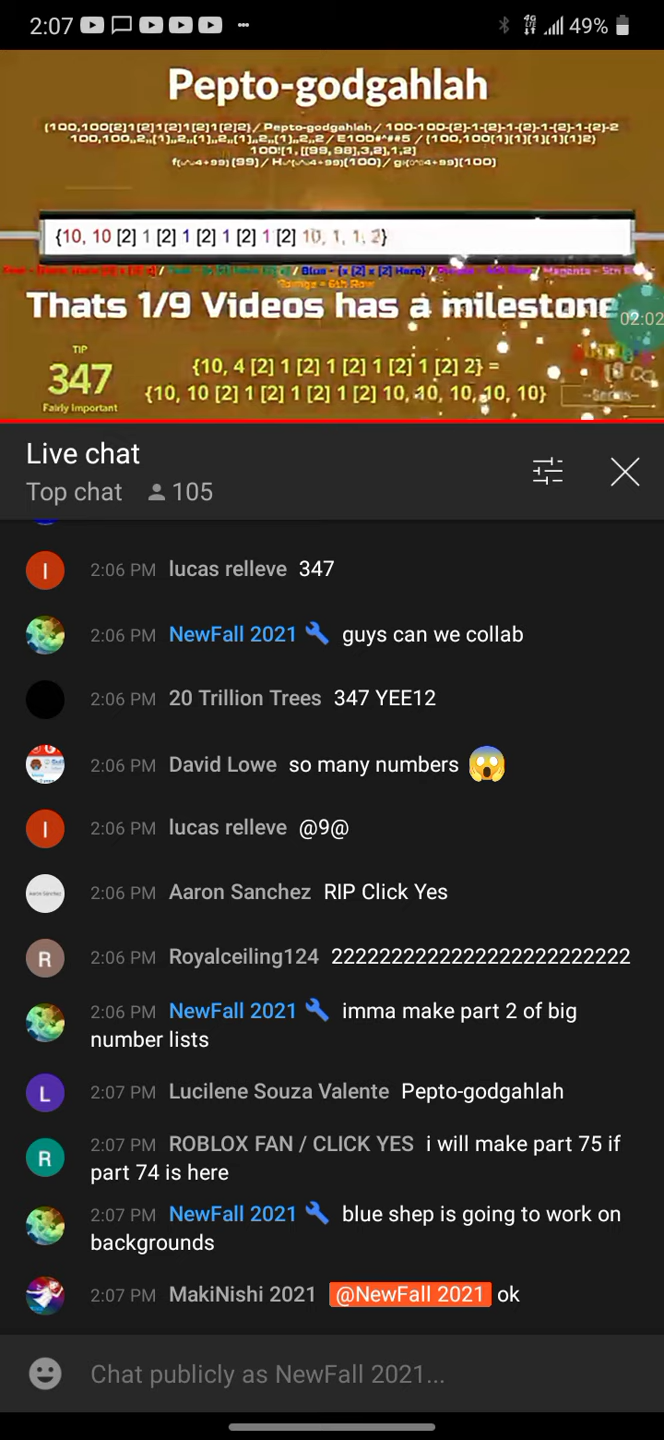 2:07
4G
49%
Pepto-godgahlah
{10, 10 [2] 1 [2] 1 [2] 1 [2] 1 [2] 10, 1, 1, 2}
Thats 1/9 Videos has a milestone
02:02
TIP
347
Fairly Important
{10, 4 [2] 1 [2] 1 [2] 1 [2] 1 [2] 2} =
{10, 10 [2] 1 [2] 1 [2] 1 [2] 10, 10, 10, 10, 10}
Live chat
Top chat 105
2:06 PM lucas relleve 347
2:06 PM NewFall 2021 guys can we collab
2:06 PM 20 Trillion Trees 347 YEE12
2:06 PM David Lowe so many numbers 😱
2:06 PM lucas relleve @9@
2:06 PM Aaron Sanchez RIP Click Yes
2:06 PM Royalceiling124 2222222222222222222222222
2:06 PM NewFall 2021 imma make part 2 of big
number lists
2:07 PM Lucilene Souza Valente Pepto-godgahlah
2:07 PM ROBLOX FAN / CLICK YES i will make part 75 if
part 74 is here
2:07 PM NewFall 2021 blue shep is going to work on
backgrounds
2:07 PM MakiNishi 2021 @NewFall 2021 ok
Chat publicly as NewFall 2021...